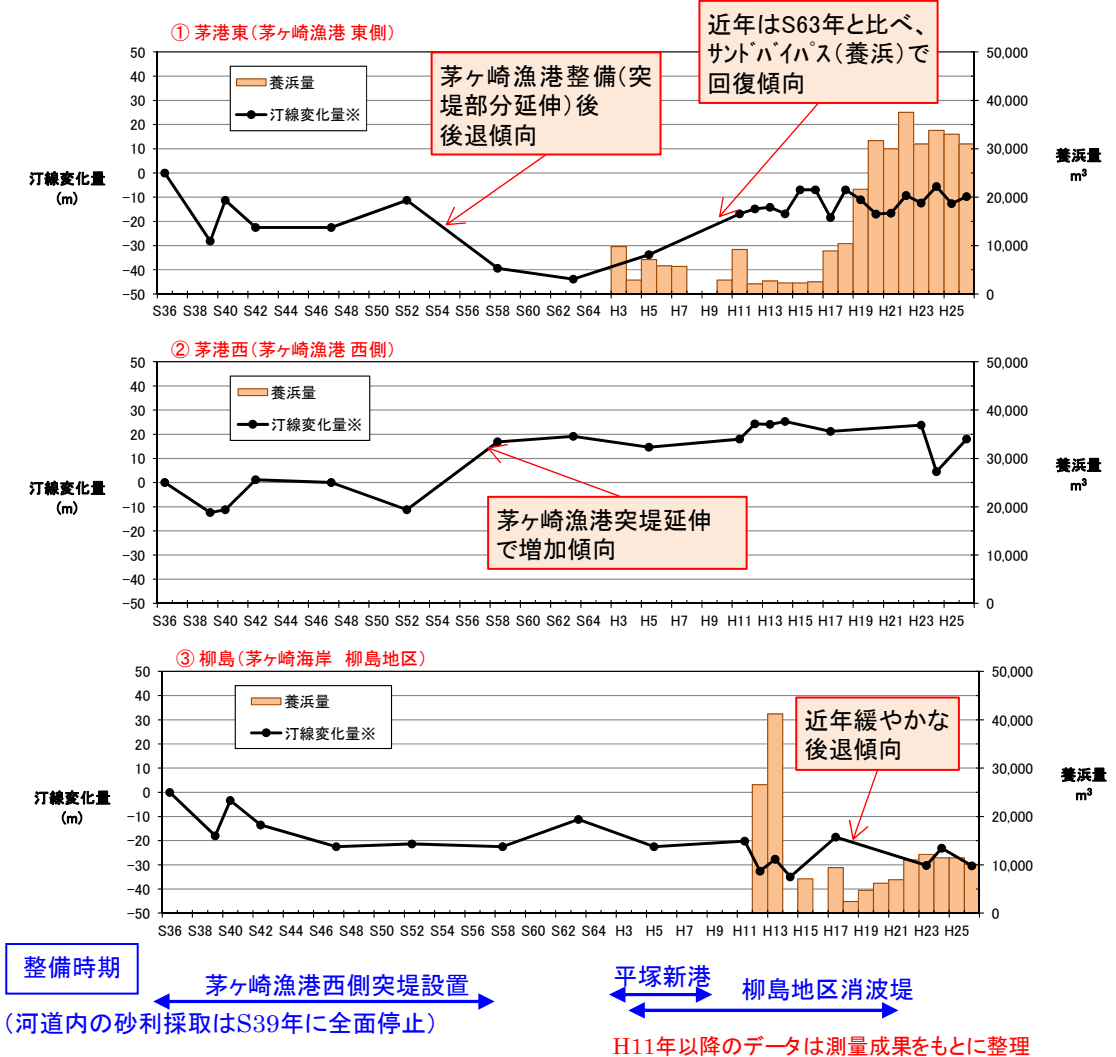 ① 茅港東(茅ヶ崎漁港 東側)
養浜量
汀線変化量※
茅ヶ崎漁港整備(突
堤部分延伸)後
後退傾向
近年はS63年と比べ、
サンドバイパス(養浜)で
回復傾向
汀線変化量
(m)
養浜量
m³
50
40
30
20
10
0
−10
−20
−30
−40
−50
50,000
40,000
30,000
20,000
10,000
0
S36 S38 S40 S42 S44 S46 S48 S50 S52 S54 S56 S58 S60 S62 S64 H3 H5 H7 H9 H11 H13 H15 H17 H19 H21 H23 H25
② 茅港西(茅ヶ崎漁港 西側)
養浜量
汀線変化量※
茅ヶ崎漁港突堤延伸
で増加傾向
汀線変化量
(m)
養浜量
m³
50
40
30
20
10
0
−10
−20
−30
−40
−50
50,000
40,000
30,000
20,000
10,000
0
S36 S38 S40 S42 S44 S46 S48 S50 S52 S54 S56 S58 S60 S62 S64 H3 H5 H7 H9 H11 H13 H15 H17 H19 H21 H23 H25
③ 柳島(茅ヶ崎海岸 柳島地区)
養浜量
汀線変化量※
近年緩やかな
後退傾向
汀線変化量
(m)
養浜量
m³
50
40
30
20
10
0
−10
−20
−30
−40
−50
50,000
40,000
30,000
20,000
10,000
0
S36 S38 S40 S42 S44 S46 S48 S50 S52 S54 S56 S58 S60 S62 S64 H3 H5 H7 H9 H11 H13 H15 H17 H19 H21 H23 H25
整備時期
茅ヶ崎漁港西側突堤設置
平塚新港
柳島地区消波堤
(河道内の砂利採取はS39年に全面停止)
H11年以降のデータは測量成果をもとに整理